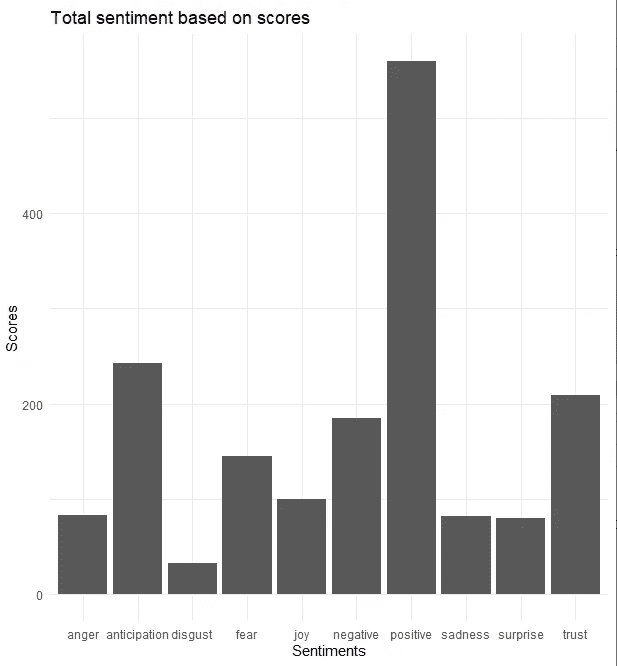 Total sentiment based on scores
Scores
400
200
0
anger anticipation disgust fear joy negative positive sadness surprise trust
Sentiments